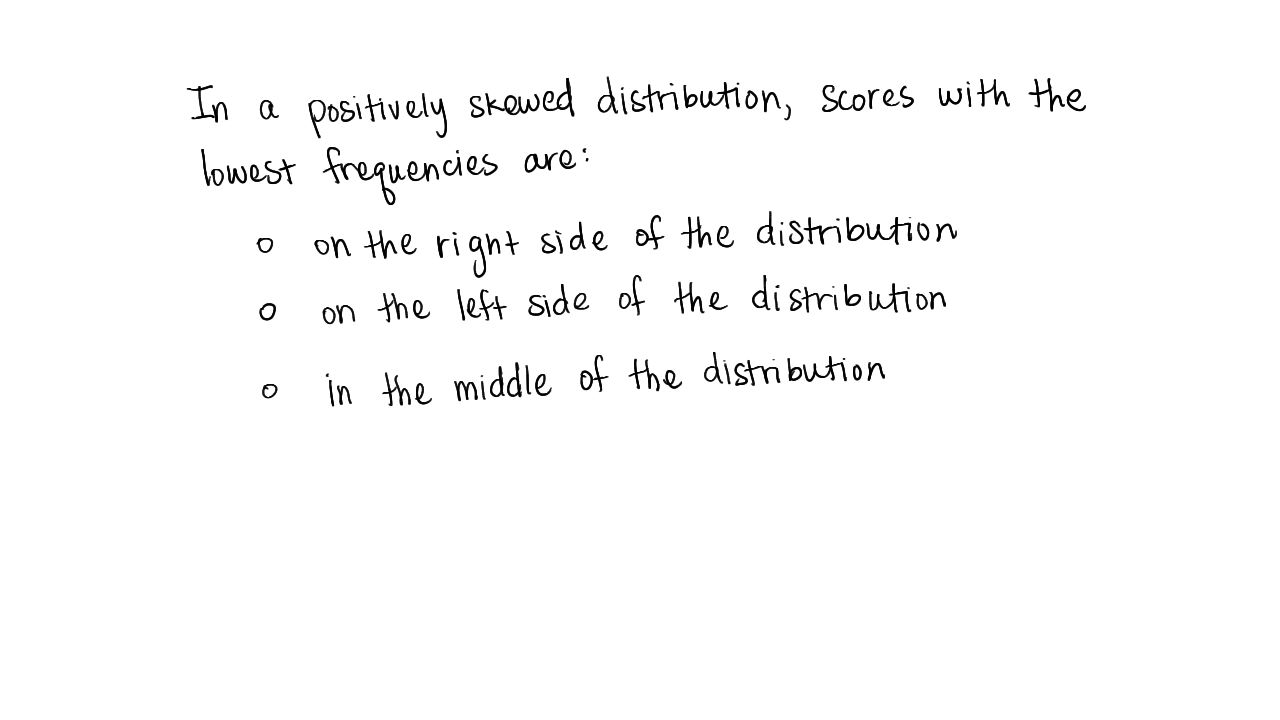 In a positively skewed distribution, scores with the
lowest frequencies are:
o on the right side of the distribution
o on the left side of the distribution
o in the middle of the distribution